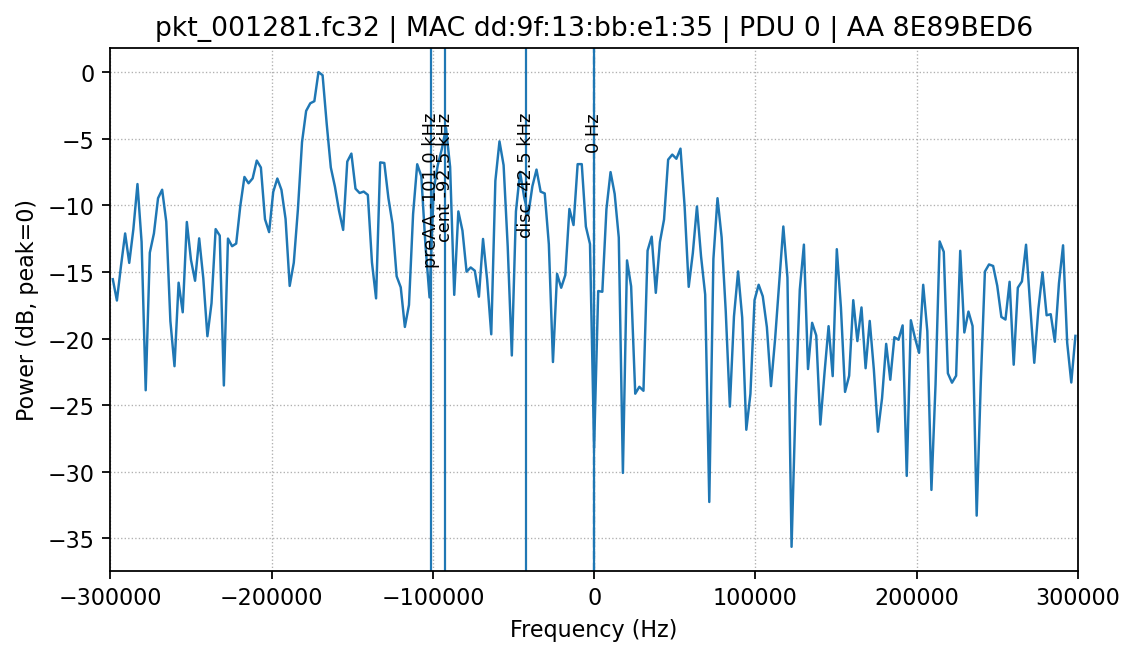 pkt_001281.fc32 | MAC dd:9f:13:bb:e1:35 | PDU 0 | AA 8E89BED6
Power (dB, peak=0)
0
−5
−10
−15
−20
−25
−30
−35
preAA -101.0 kHz
cent -92.5 kHz
disc -42.5 kHz
0 Hz
−300000
−200000
−100000
0
100000
200000
300000
Frequency (Hz)